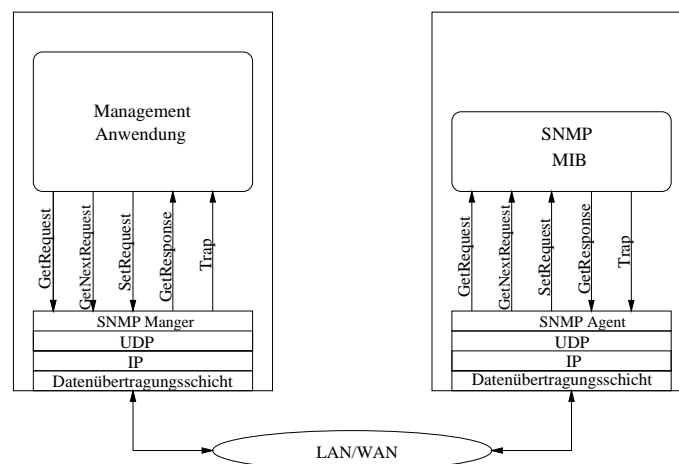 Management
Anwendung
GetRequest
GetNextRequest
SetRequest
GetResponse
Trap
SNMP Manger
UDP
IP
Datenübertragungsschicht
SNMP
MIB
GetRequest
GetNextRequest
SetRequest
GetResponse
Trap
SNMP Agent
UDP
IP
Datenübertragungsschicht
LAN/WAN